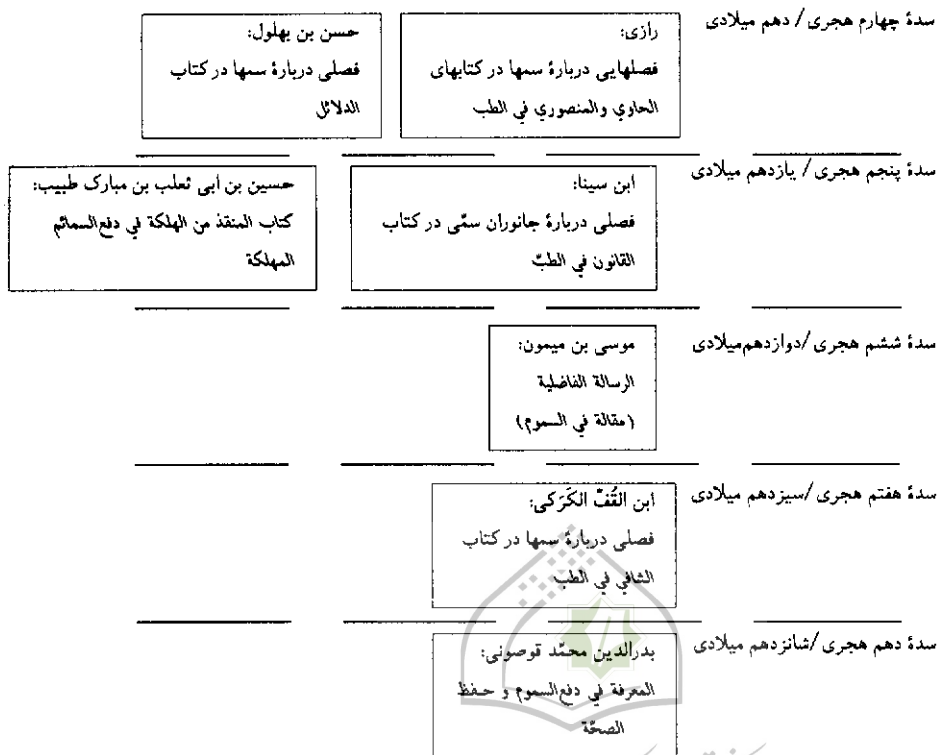 سدهٔ چهارم هجری / دهم میلادی
رازی:
فصلهایی دربارهٔ سمها در کتابهای
الحاوي والمنصوري في الطب
حسن بن بهلول:
فصلی دربارهٔ سمها در کتاب
الدلائل
سدهٔ پنجم هجری / یازدهم میلادی
ابن سینا:
فصلی دربارهٔ جانوران سمّی در کتاب
القانون في الطبّ
حسین بن ابی ثعلب بن مبارک طبیب:
کتاب المنقذ من الهلكة في دفع‌السمائم
المهلكة
سدهٔ ششم هجری /دوازدهم‌میلادی
موسی بن میمون:
الرسالة الفاضلية
(مقالة في السموم)
سدهٔ هفتم هجری /سیزدهم میلادی
ابن القُفّ الکَرَکی:
فصلی دربارهٔ سمها در کتاب
الشافي في الطب
سدهٔ دهم هجری /شانزدهم میلادی
بدرالدین محمّد قوصونی:
المعرفة في دفع‌السموم و حفظ
الصحّة